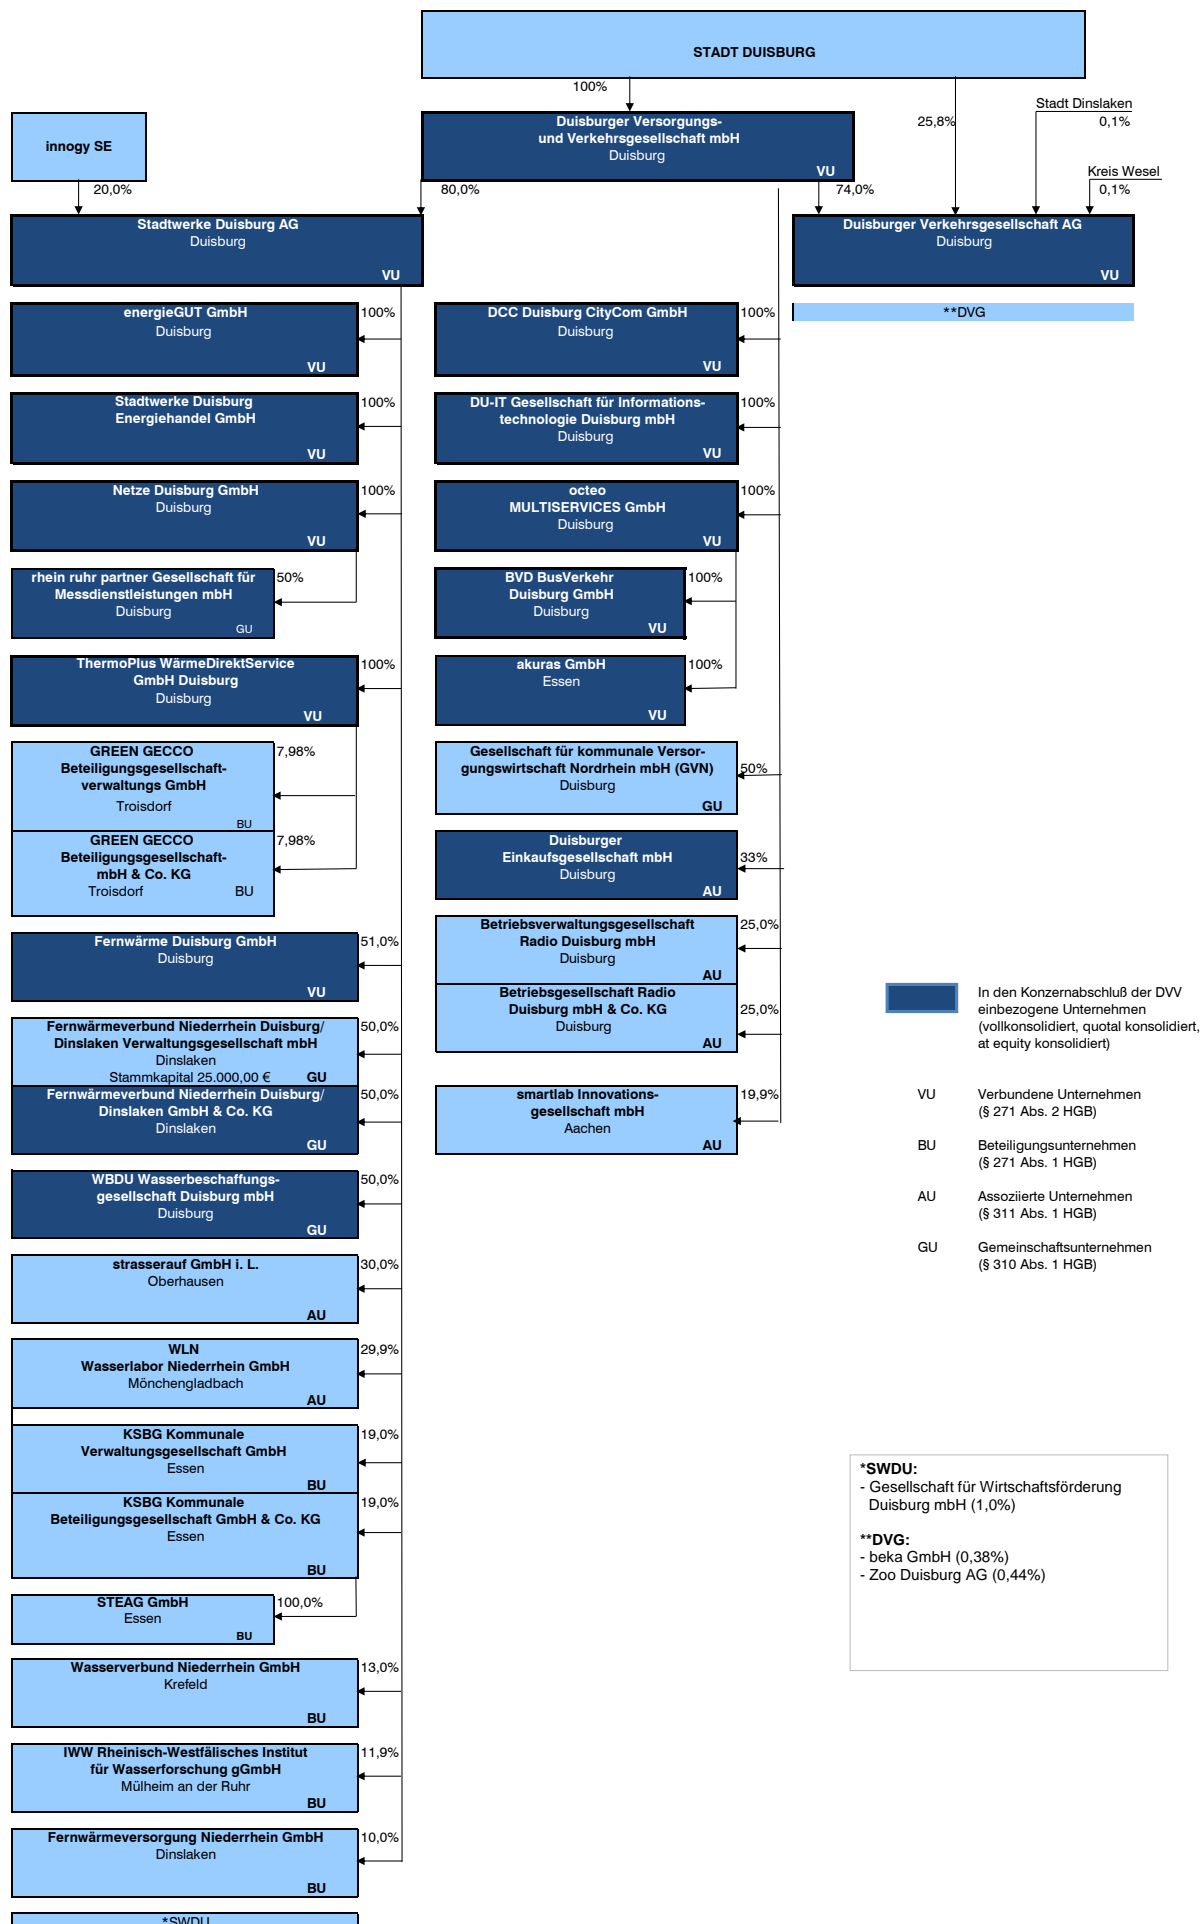 STADT DUISBURG
100%
25,8%
Stadt Dinslaken
0,1%
Kreis Wesel
0,1%
innogy SE
20,0%
Duisburger Versorgungs-
und Verkehrsgesellschaft mbH
Duisburg
VU
80,0%
74,0%
Stadtwerke Duisburg AG
Duisburg
VU
Duisburger Verkehrsgesellschaft AG
Duisburg
VU
**DVG
energieGUT GmbH
Duisburg
VU
100%
Stadtwerke Duisburg
Energiehandel GmbH
VU
100%
Netze Duisburg GmbH
Duisburg
VU
100%
rhein ruhr partner Gesellschaft für
Messdienstleistungen mbH
Duisburg
GU
50%
ThermoPlus WärmeDirektService
GmbH Duisburg
Duisburg
VU
100%
GREEN GECCO
Beteiligungsgesellschaft-
verwaltungs GmbH
Troisdorf
BU
7,98%
GREEN GECCO
Beteiligungsgesellschaft-
mbH & Co. KG
Troisdorf BU
7,98%
Fernwärme Duisburg GmbH
Duisburg
VU
51,0%
Fernwärmeverbund Niederrhein Duisburg/
Dinslaken Verwaltungsgesellschaft mbH
Dinslaken
Stammkapital 25.000,00 € GU
50,0%
Fernwärmeverbund Niederrhein Duisburg/
Dinslaken GmbH & Co. KG
Dinslaken
GU
50,0%
WBDU Wasserbeschaffungs-
gesellschaft Duisburg mbH
Duisburg
GU
50,0%
strasserauf GmbH i. L.
Oberhausen
AU
30,0%
WLN
Wasserlabor Niederrhein GmbH
Mönchengladbach
AU
29,9%
KSBG Kommunale
Verwaltungsgesellschaft GmbH
Essen
BU
19,0%
KSBG Kommunale
Beteiligungsgesellschaft GmbH & Co. KG
Essen
BU
19,0%
STEAG GmbH
Essen
BU
100,0%
Wasserverbund Niederrhein GmbH
Krefeld
BU
13,0%
IWW Rheinisch-Westfälisches Institut
für Wasserforschung gGmbH
Mülheim an der Ruhr
BU
11,9%
Fernwärmeversorgung Niederrhein GmbH
Dinslaken
BU
10,0%
*SWDU
DCC Duisburg CityCom GmbH
Duisburg
VU
100%
DU-IT Gesellschaft für Informations-
technologie Duisburg mbH
Duisburg
VU
100%
octeo
MULTISERVICES GmbH
Duisburg
VU
100%
BVD BusVerkehr
Duisburg GmbH
Duisburg
VU
100%
akuras GmbH
Essen
VU
100%
Gesellschaft für kommunale Versor-
gungswirtschaft Nordrhein mbH (GVN)
Duisburg
GU
50%
Duisburger
Einkaufsgesellschaft mbH
Duisburg
AU
33%
Betriebsverwaltungsgesellschaft
Radio Duisburg mbH
Duisburg
AU
25,0%
Betriebsgesellschaft Radio
Duisburg mbH & Co. KG
Duisburg
AU
25,0%
smartlab Innovations-
gesellschaft mbH
Aachen
AU
19,9%
In den Konzernabschluß der DVV
einbezogene Unternehmen
(vollkonsolidiert, quotal konsolidiert,
at equity konsolidiert)
VU Verbundene Unternehmen
(§ 271 Abs. 2 HGB)
BU Beteiligungsunternehmen
(§ 271 Abs. 1 HGB)
AU Assoziierte Unternehmen
(§ 311 Abs. 1 HGB)
GU Gemeinschaftsunternehmen
(§ 310 Abs. 1 HGB)
*SWDU:
- Gesellschaft für Wirtschaftsförderung
Duisburg mbH (1,0%)
**DVG:
- beka GmbH (0,38%)
- Zoo Duisburg AG (0,44%)